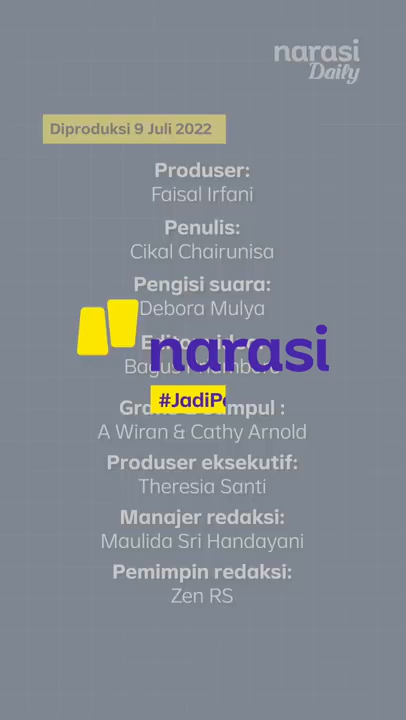 narasi
Daily
Diproduksi 9 Juli 2022
Produser:
Faisal Irfani
Penulis:
Cikal Chairunisa
Pengisi suara:
Debora Mulya
narasi
#JadiP
A Wiran & Cathy Arnold
Produser eksekutif:
Theresia Santi
Manajer redaksi:
Maulida Sri Handayani
Pemimpin redaksi:
Zen RS